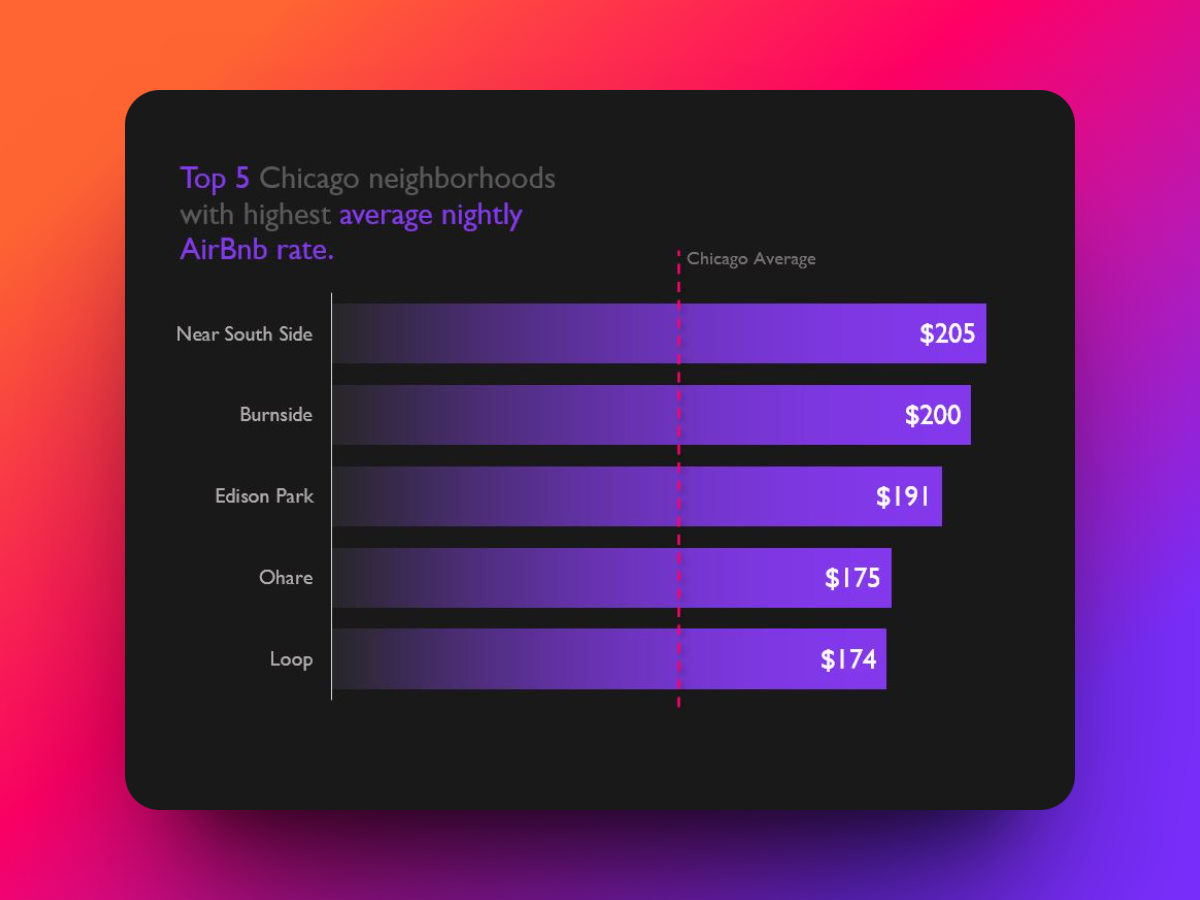 Top 5 Chicago neighborhoods
with highest average nightly
AirBnb rate.
Chicago Average
Near South Side $205
Burnside $200
Edison Park $191
Ohare $175
Loop $174